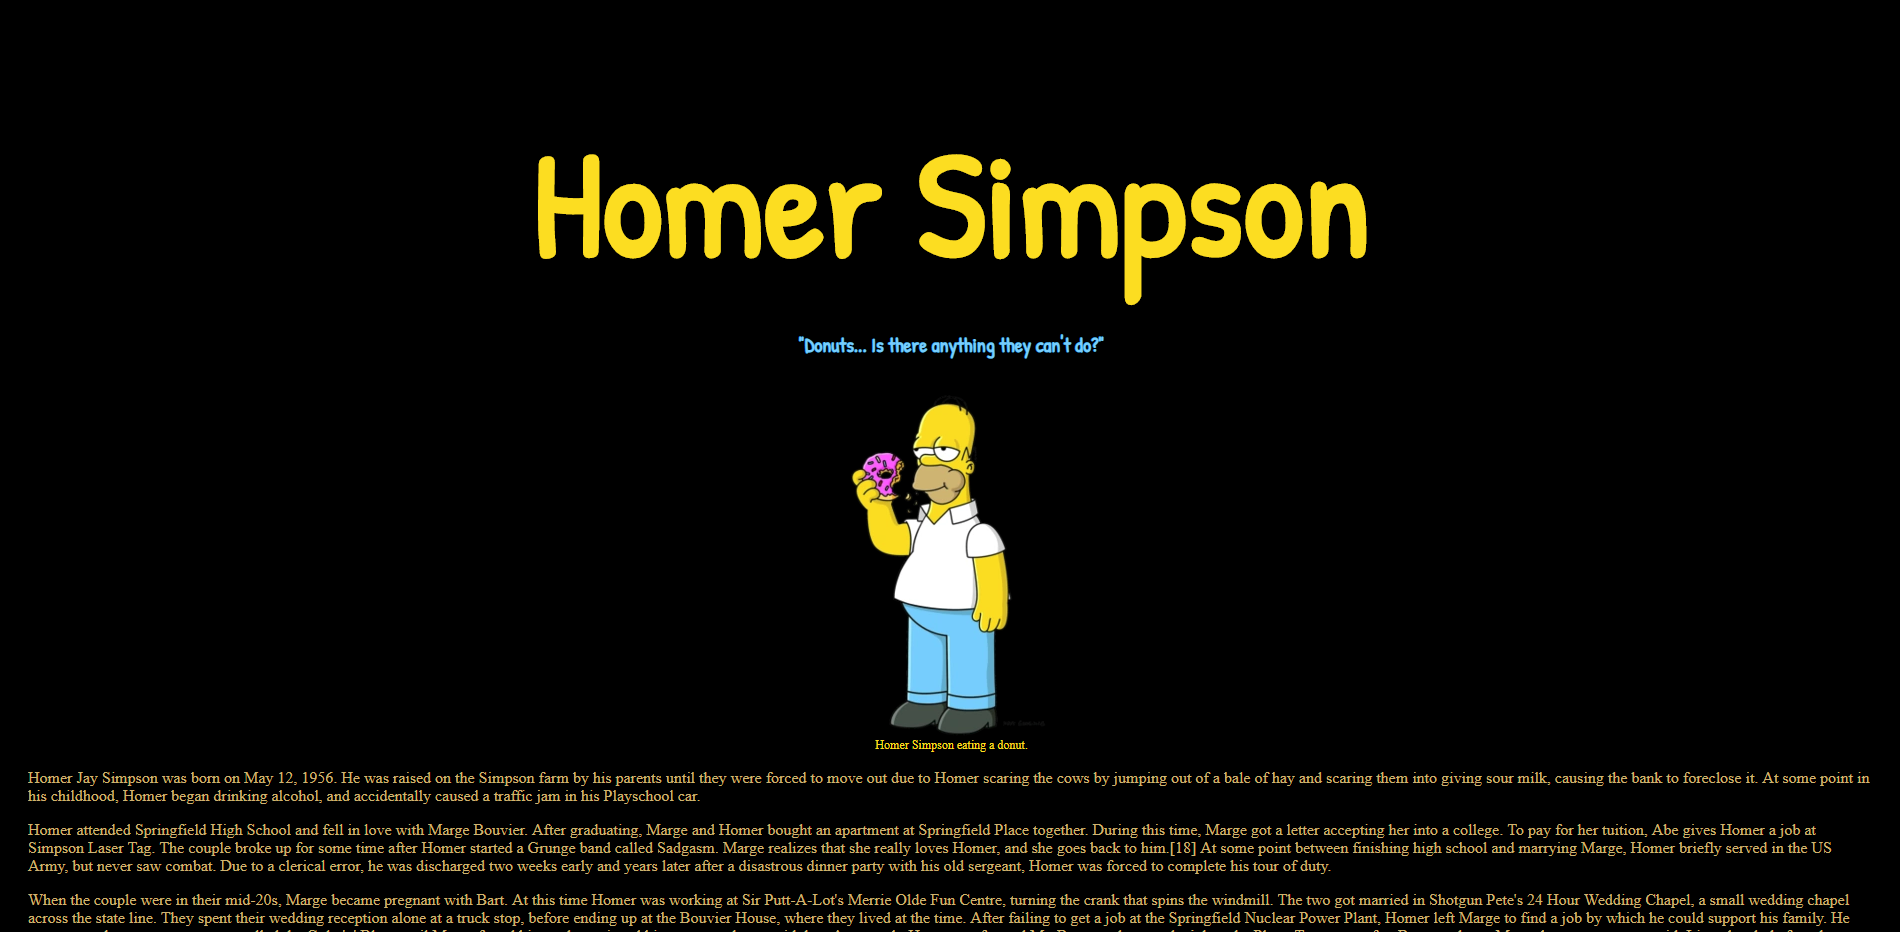 Homer Simpson
"Donuts... Is there anything they can't do?"
Homer Simpson eating a donut.
Homer Jay Simpson was born on May 12, 1956. He was raised on the Simpson farm by his parents until they were forced to move out due to Homer scaring the cows by jumping out of a bale of hay and scaring them into giving sour milk, causing the bank to foreclose it. At some point in
his childhood, Homer began drinking alcohol, and accidentally caused a traffic jam in his Playschool car.
Homer attended Springfield High School and fell in love with Marge Bouvier. After graduating, Marge and Homer bought an apartment at Springfield Place together. During this time, Marge got a letter accepting her into a college. To pay for her tuition, Abe gives Homer a job at
Simpson Laser Tag. The couple broke up for some time after Homer started a Grunge band called Sadgasm. Marge realizes that she really loves Homer, and she goes back to him.[18] At some point between finishing high school and marrying Marge, Homer briefly served in the US
Army, but never saw combat. Due to a clerical error, he was discharged two weeks early and years later after a disastrous dinner party with his old sergeant, Homer was forced to complete his tour of duty.
When the couple were in their mid-20s, Marge became pregnant with Bart. At this time Homer was working at Sir Putt-A-Lot's Merrie Olde Fun Centre, turning the crank that spins the windmill. The two got married in Shotgun Pete's 24 Hour Wedding Chapel, a small wedding chapel
across the state line. They spent their wedding reception alone at a truck stop, before ending up at the Bouvier House, where they lived at the time. After failing to get a job at the Springfield Nuclear Power Plant, Homer left Marge to find a job by which he could support his family. He